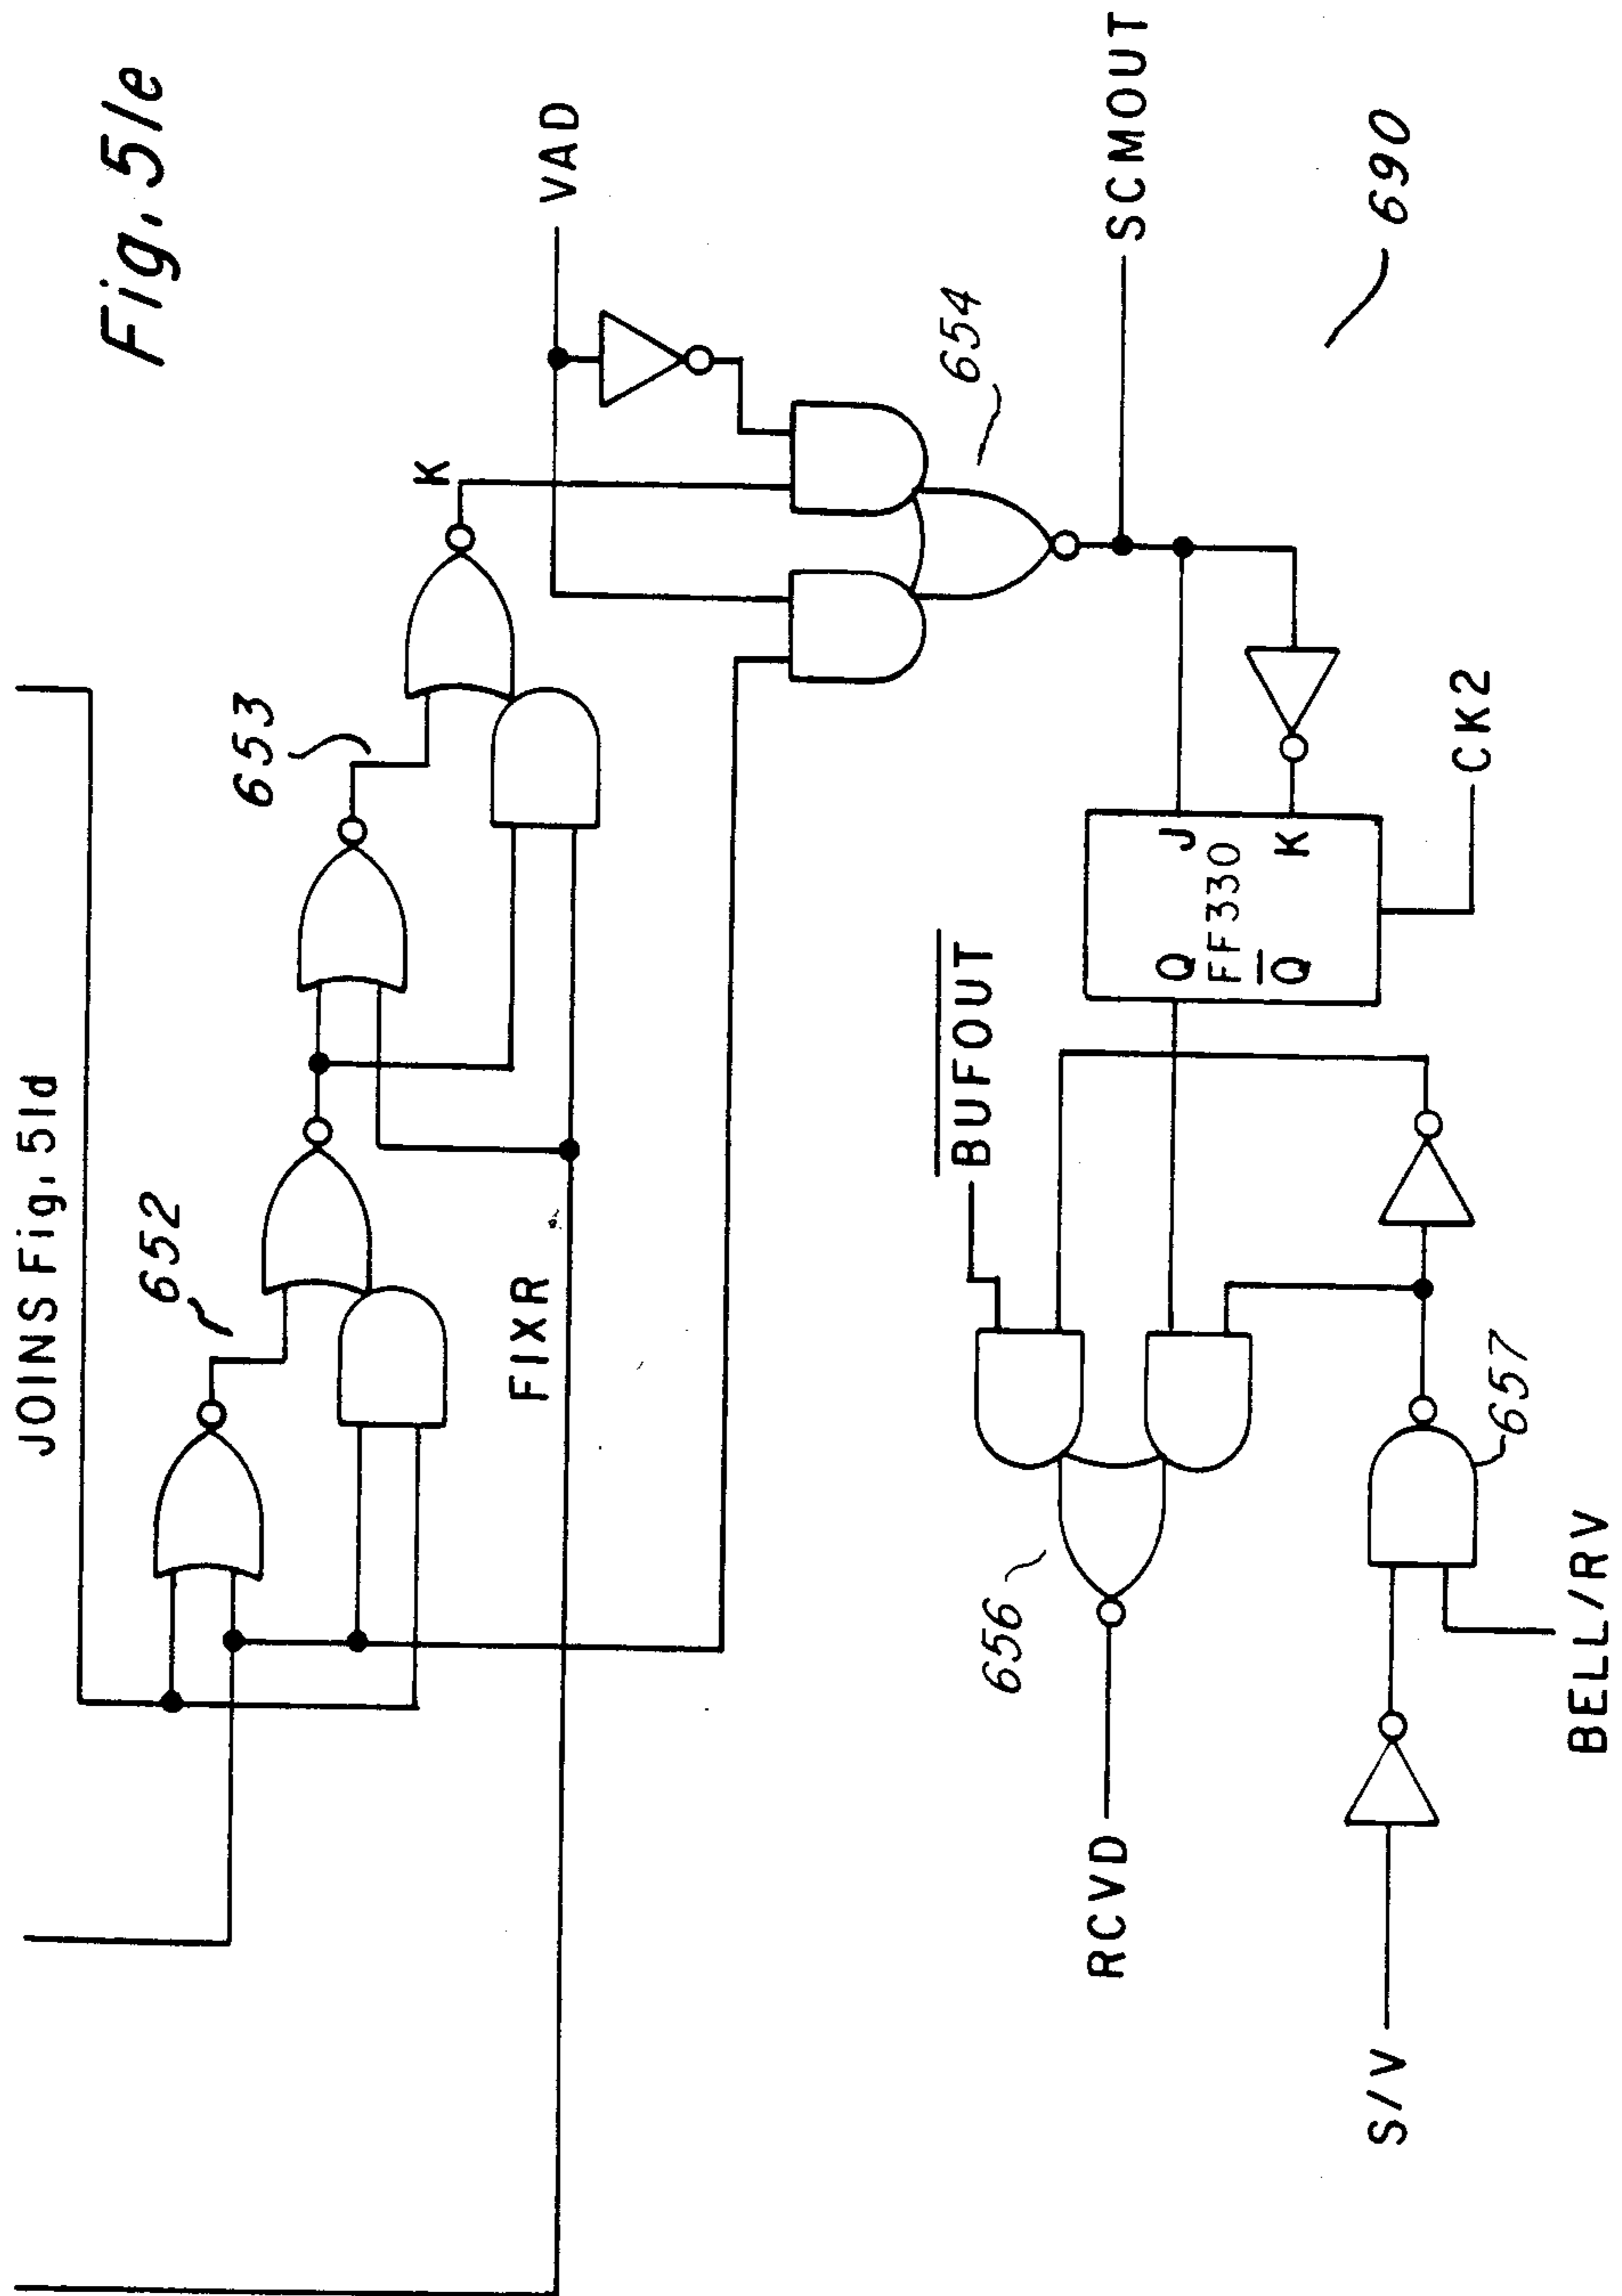 Fig. 51e
JOINS Fig. 51d
652
653
K
VAD
FIXR
654
SCMOUT
BUFOUT
Q
J
FF330
Q
K
CK2
656
RCVD
657
S/V
BELL/RV
690